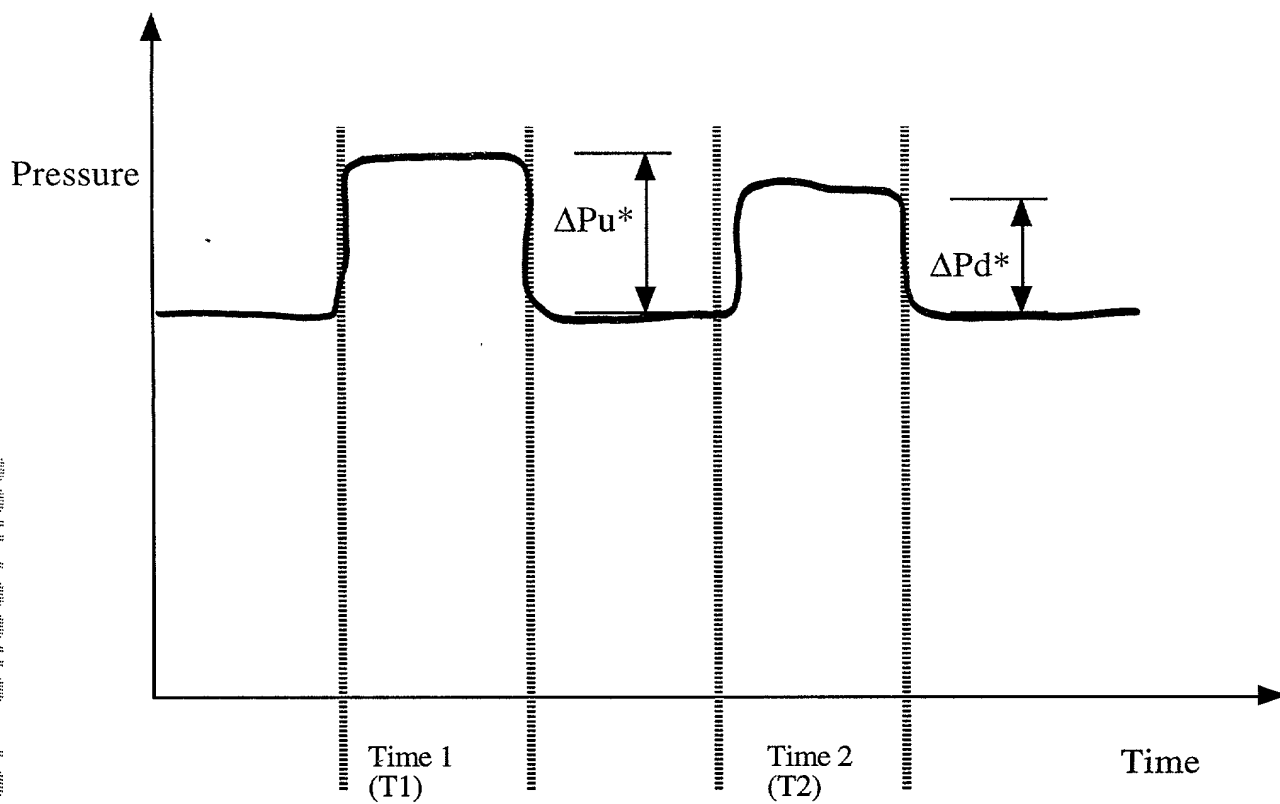 Pressure
ΔPu*
ΔPd*
Time 1
(T1)
Time 2
(T2)
Time